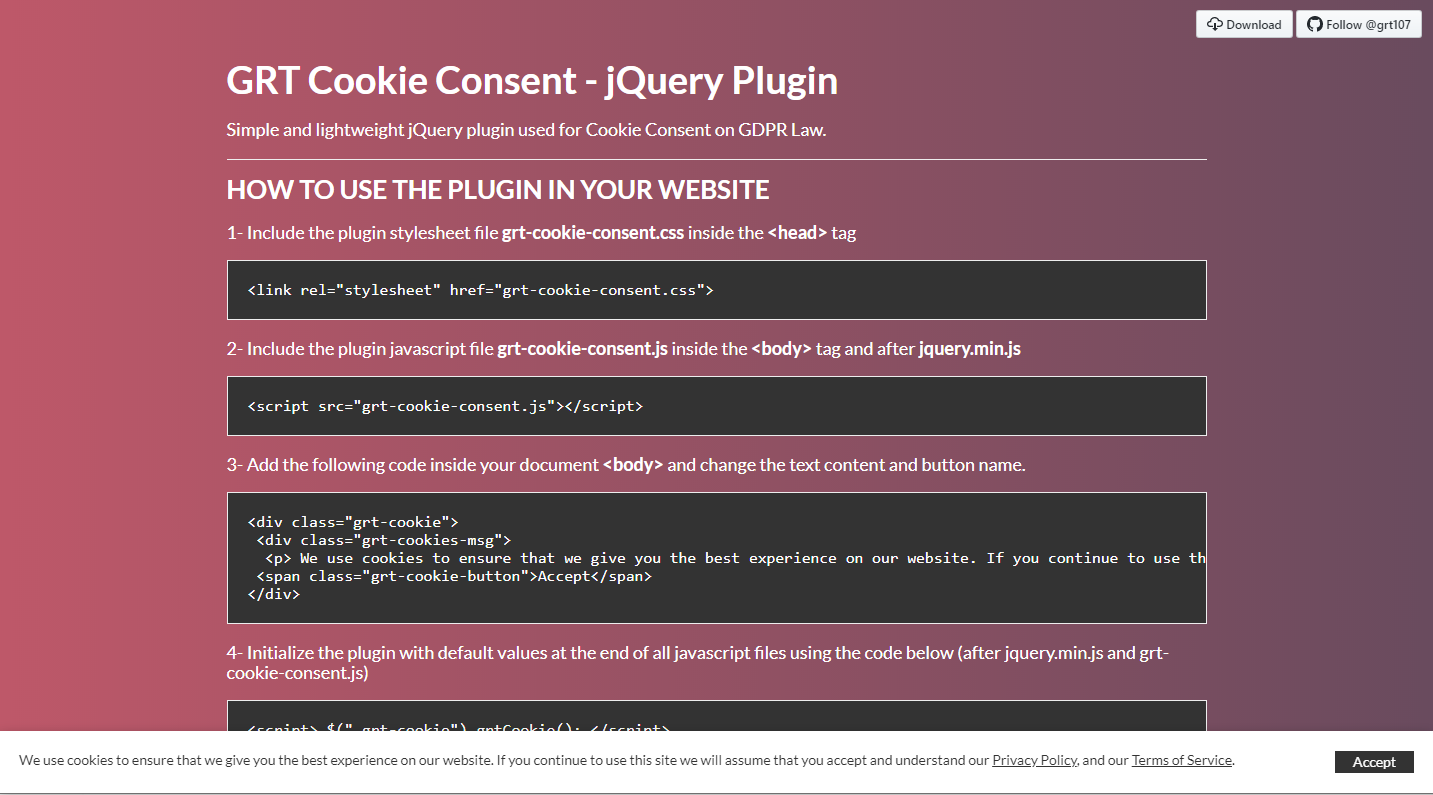 Download
Follow @grt107
GRT Cookie Consent - jQuery Plugin
Simple and lightweight jQuery plugin used for Cookie Consent on GDPR Law.
HOW TO USE THE PLUGIN IN YOUR WEBSITE
1- Include the plugin stylesheet file grt-cookie-consent.css inside the <head> tag
<link rel="stylesheet" href="grt-cookie-consent.css">
2- Include the plugin javascript file grt-cookie-consent.js inside the <body> tag and after jquery.min.js
<script src="grt-cookie-consent.js"></script>
3- Add the following code inside your document <body> and change the text content and button name.
<div class="grt-cookie">
<div class="grt-cookies-msg">
<p> We use cookies to ensure that we give you the best experience on our website. If you continue to use th
<span class="grt-cookie-button">Accept</span>
</div>
4- Initialize the plugin with default values at the end of all javascript files using the code below (after jquery.min.js and grt-
cookie-consent.js)
<script> $(".grt-cookie").grtCookie(); </script>
We use cookies to ensure that we give you the best experience on our website. If you continue to use this site we will assume that you accept and understand our Privacy Policy, and our Terms of Service.
Accept